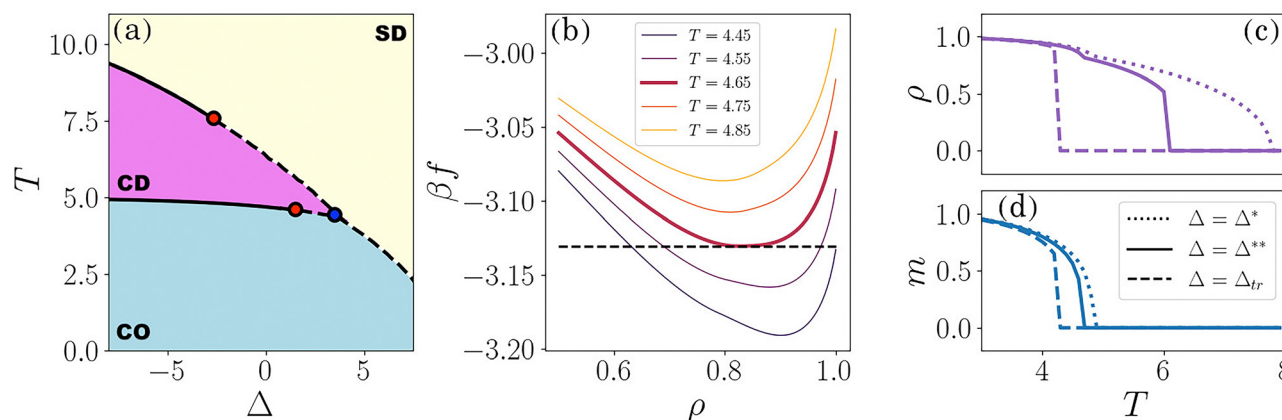 (a)
SD
CD
CO
10.0
7.5
5.0
2.5
0.0
T
−5
0
5
Δ
(b)
T = 4.45
T = 4.55
T = 4.65
T = 4.75
T = 4.85
−3.00
−3.05
−3.10
−3.15
−3.20
βf
0.6
0.8
1.0
ρ
(c)
1.0
0.5
0.0
ρ
(d)
1.0
0.5
0.0
m
Δ = Δ*
Δ = Δ**
Δ = Δtr
4
6
8
T